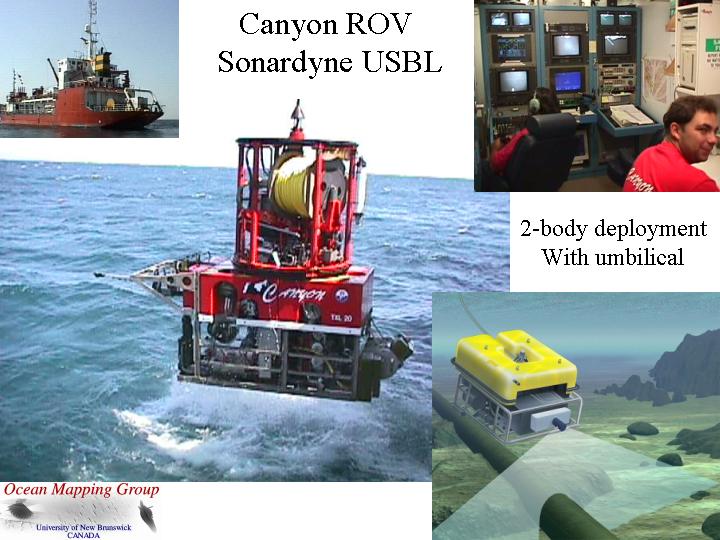 Canyon ROV
Sonardyne USBL
2-body deployment
With umbilical
CANYON
TXL 20
Canyon
Ocean Mapping Group
University of New Brunswick
CANADA